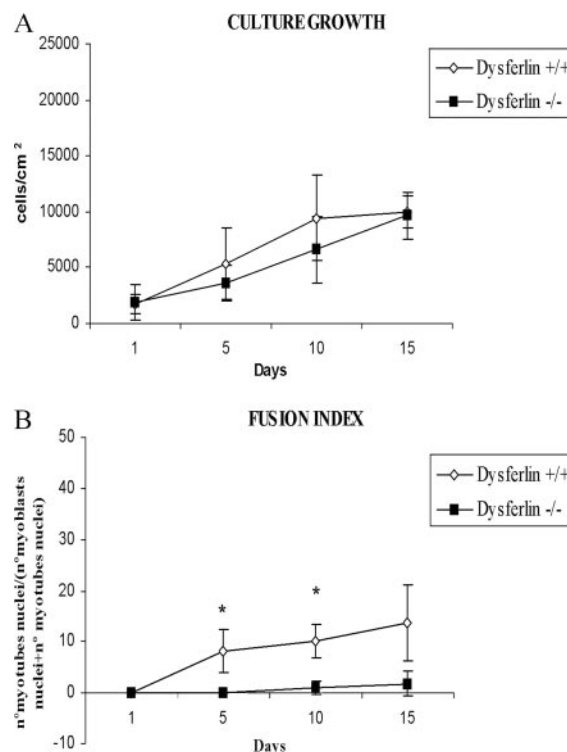 A
CULTURE GROWTH
Dysferlin +/+
Dysferlin -/-
25000
20000
15000
10000
5000
0
cells/cm²
1 5 10 15
Days
B
FUSION INDEX
Dysferlin +/+
Dysferlin -/-
50
40
30
20
10
0
-10
n°myotubes nuclei/(n°myoblasts
nuclei+n° myotubes nuclei)
* *
1 5 10 15
Days